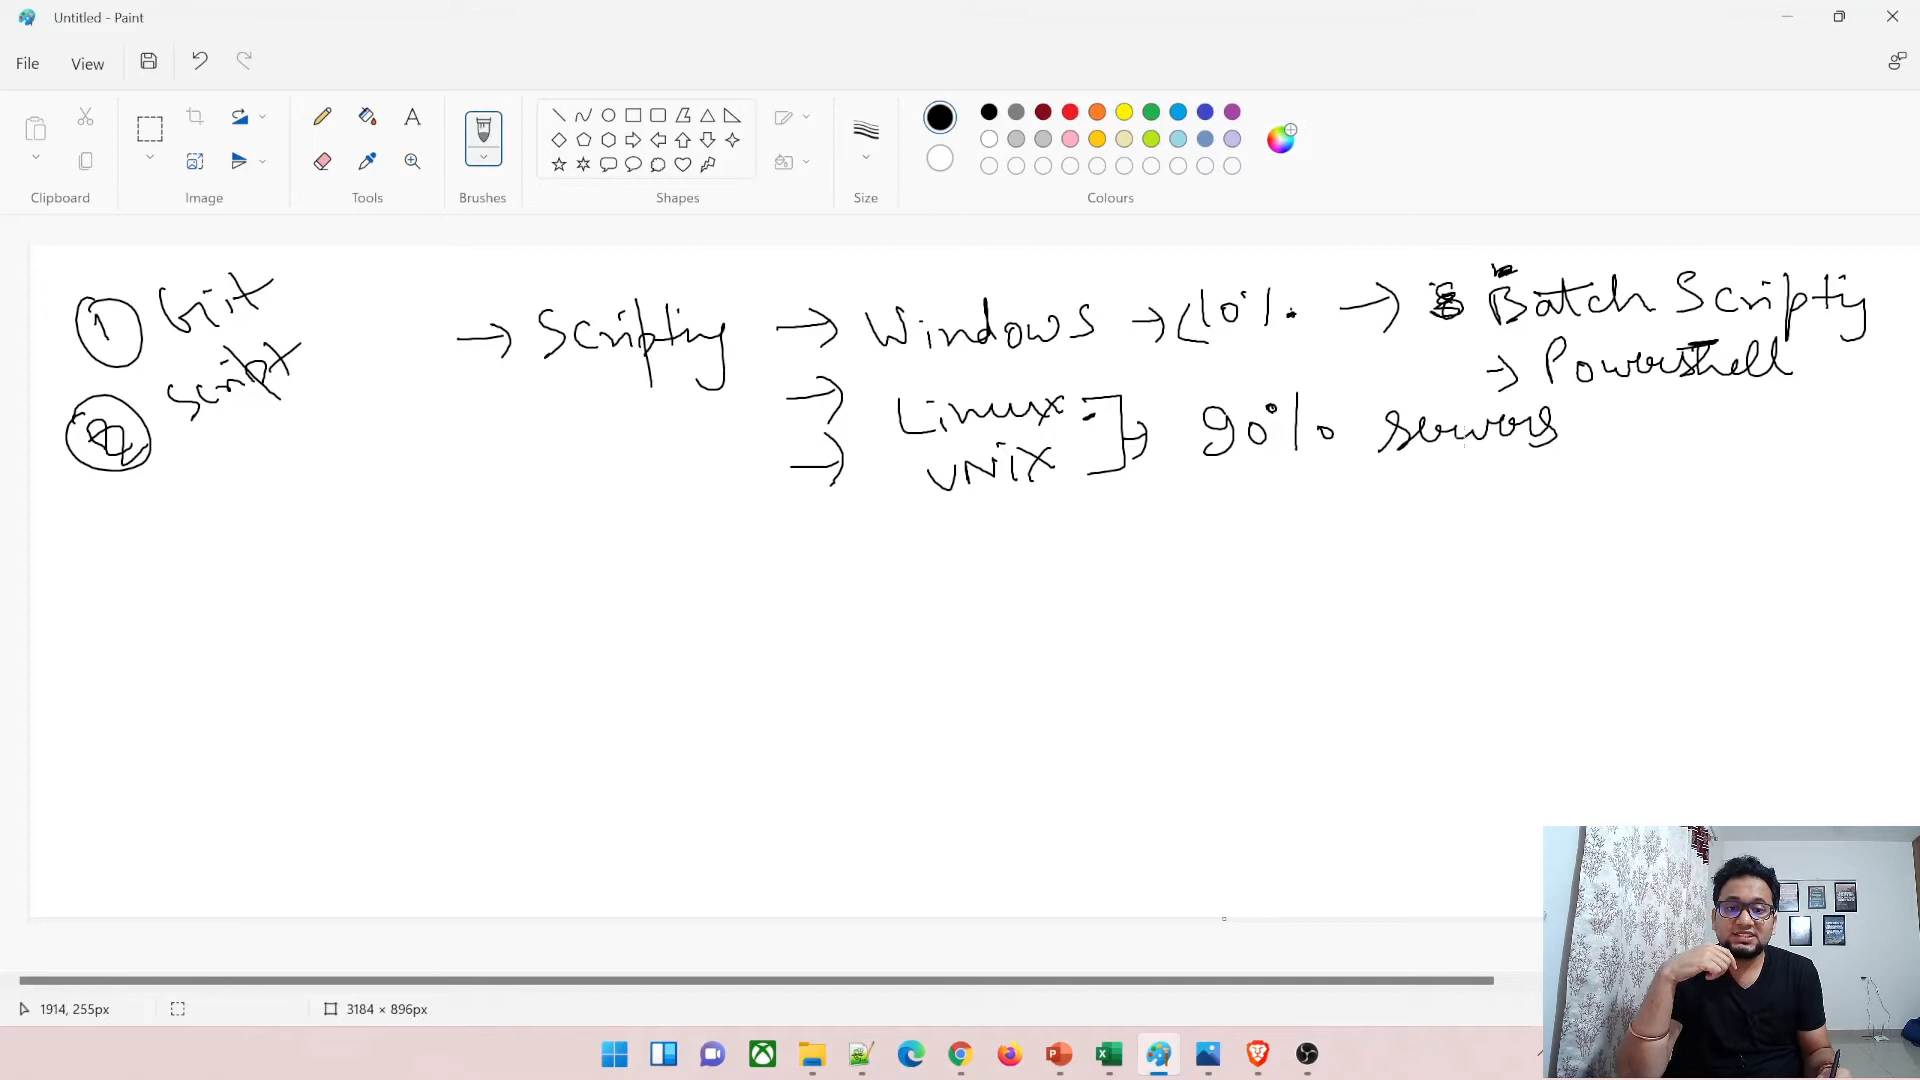 Untitled - Paint
File View
Clipboard Image Tools Brushes Shapes Size Colours
1 Git
→ Scripting → Windows → <10%. → Batch Scripting
Script
→ Powershell
2
→ Linux
90% servers
→ UNIX
1914, 255px 3184 × 896px